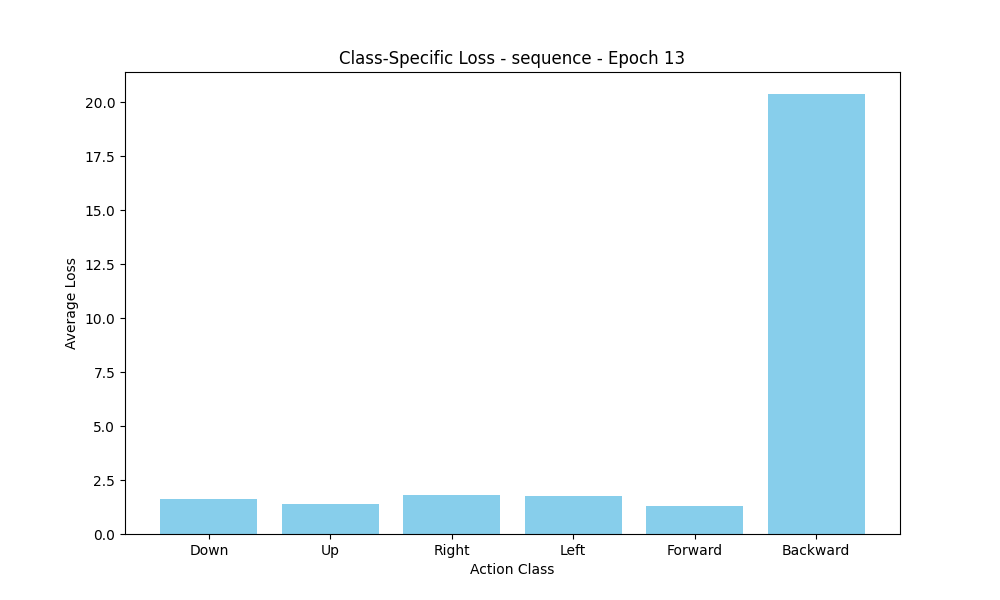 Class-Specific Loss - sequence - Epoch 13
20.0
17.5
15.0
12.5
10.0
7.5
5.0
2.5
0.0
Average Loss
Down Up Right Left Forward Backward
Action Class